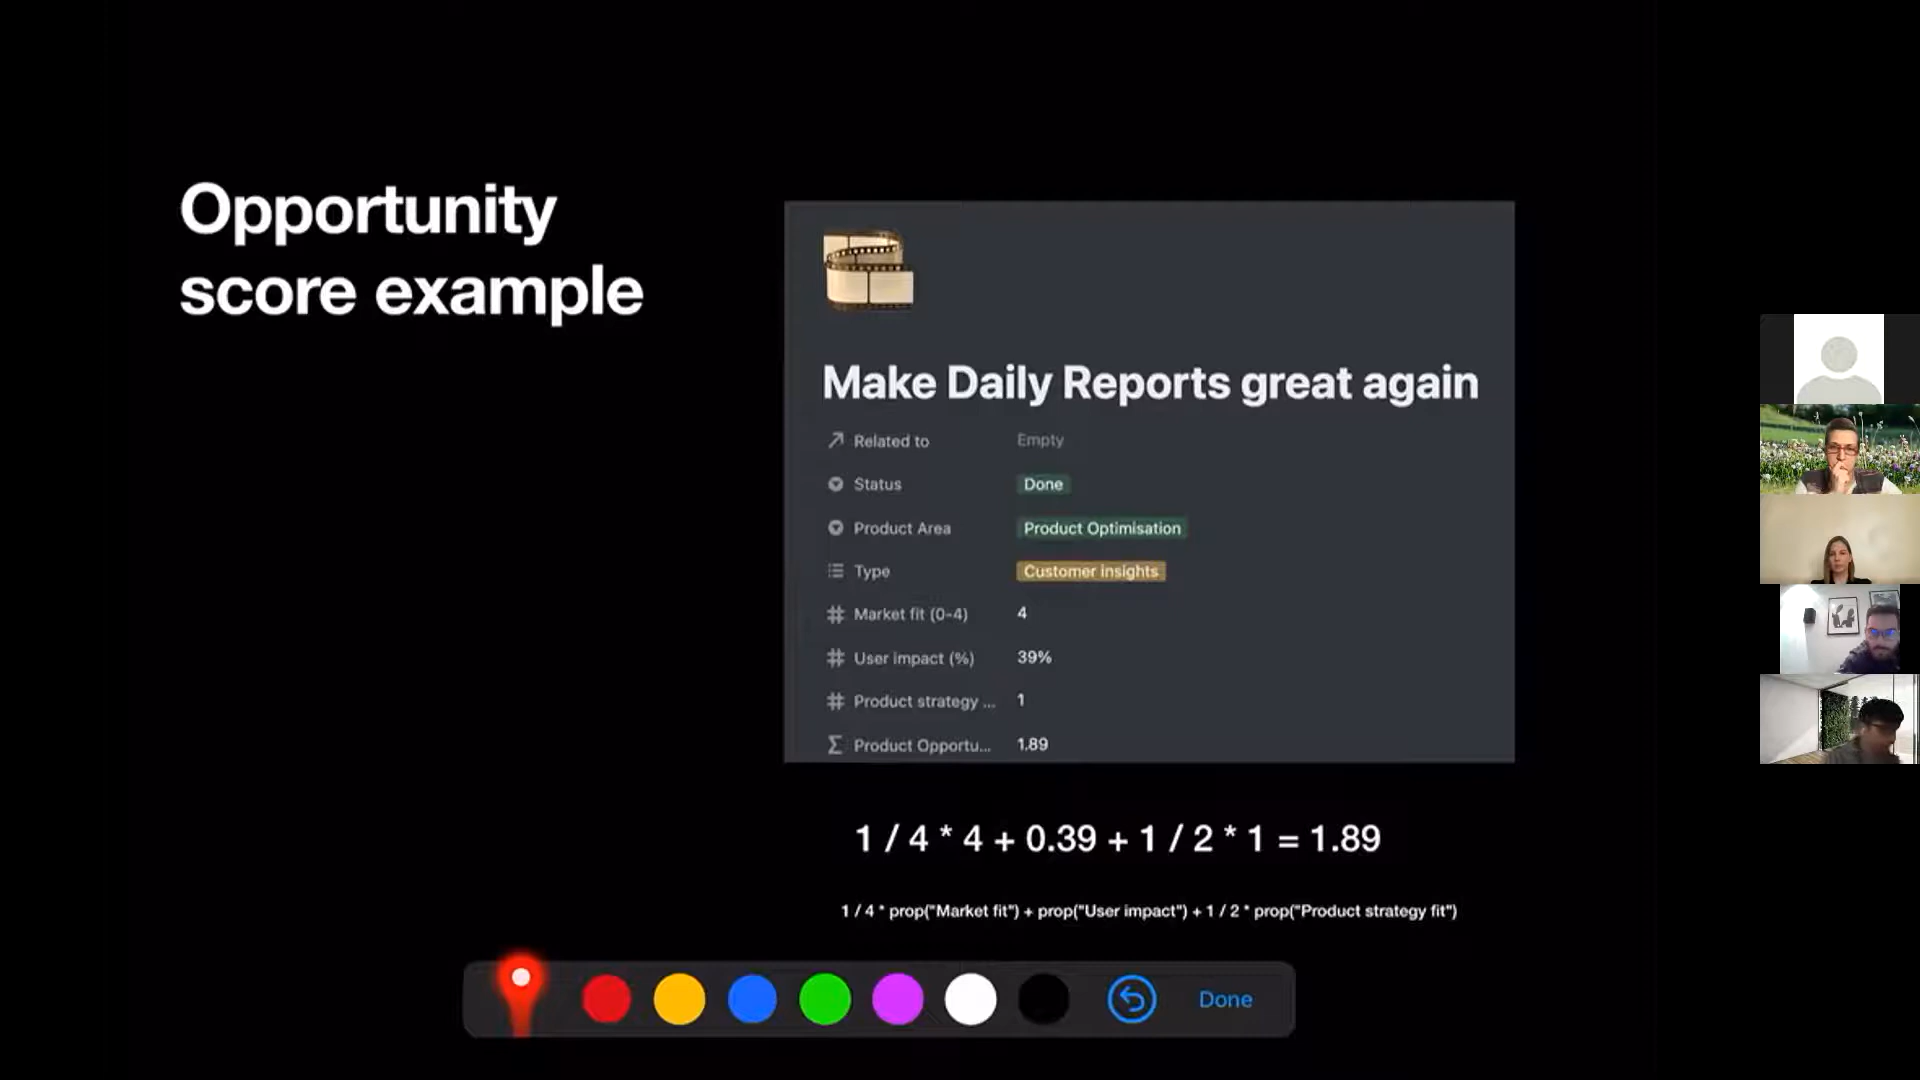 Opportunity
score example
Make Daily Reports great again
Related to Empty
Status Done
Product Area Product Optimisation
Type Customer insights
Market fit (0-4) 4
User impact (%) 39%
Product strategy ... 1
Product Opportu... 1.89
1 / 4 * 4 + 0.39 + 1 / 2 * 1 = 1.89
1 / 4 * prop("Market fit") + prop("User impact") + 1 / 2 * prop("Product strategy fit")
Done